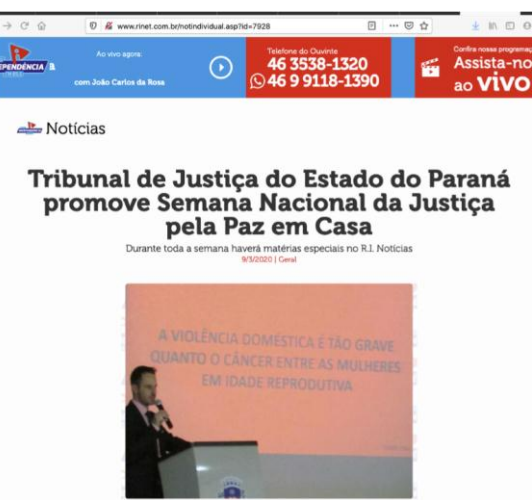 www.rinet.com.br/notindividual.asp?id=7928
Ao vivo agora:
com João Carlos da Rosa
Telefone do Ouvinte
46 3538-1320
46 9 9118-1390
Confira nossa programaç
Assista-no
ao vivo
Notícias
Tribunal de Justiça do Estado do Paraná
promove Semana Nacional da Justiça
pela Paz em Casa
Durante toda a semana haverá matérias especiais no R.I. Notícias
9/3/2020 | Geral
A VIOLÊNCIA DOMÉSTICA É TÃO GRAVE
QUANTO O CÂNCER ENTRE AS MULHERES
EM IDADE REPRODUTIVA